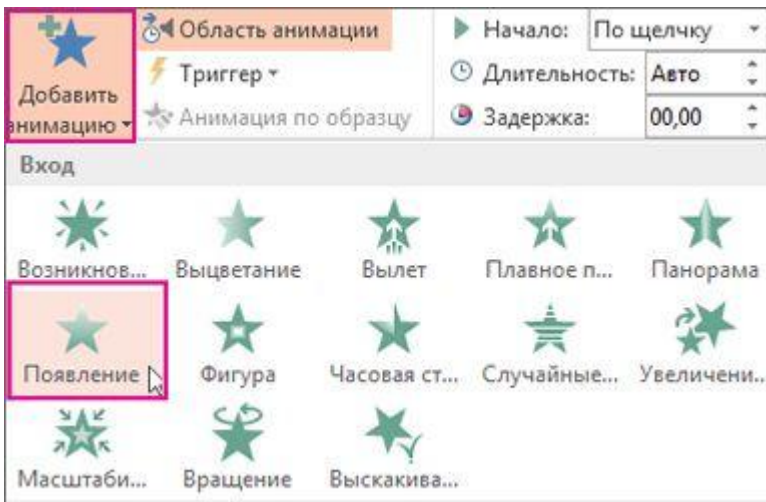 Добавить
анимацию
Область анимации
Триггер
Анимация по образцу
Начало: По щелчку
Длительность: Авто
Задержка: 00,00
Вход
Возникнов... Выцветание Вылет Плавное п... Панорама
Появление Фигура Часовая ст... Случайные... Увеличени...
Масштаби... Вращение Выскакива...